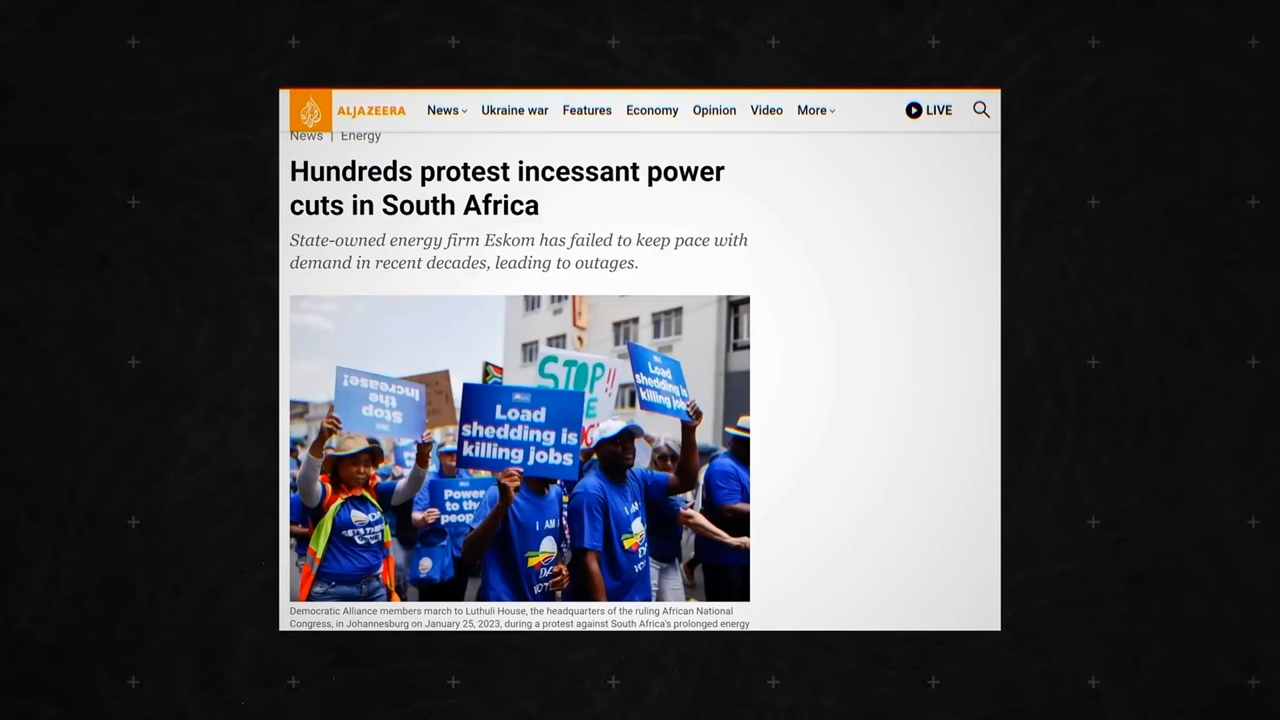 ALJAZEERA
News Ukraine war Features Economy Opinion Video More LIVE
News | Energy
Hundreds protest incessant power
cuts in South Africa
State-owned energy firm Eskom has failed to keep pace with
demand in recent decades, leading to outages.
Stop
the
Increase!
STOP!!
Load
shedding is
killing jobs
Load
shedding is
killing jobs
Power
to the
people
I AM
DA
VOT
Democratic Alliance members march to Luthuli House, the headquarters of the ruling African National
Congress, in Johannesburg on January 25, 2023, during a protest against South Africa's prolonged energy